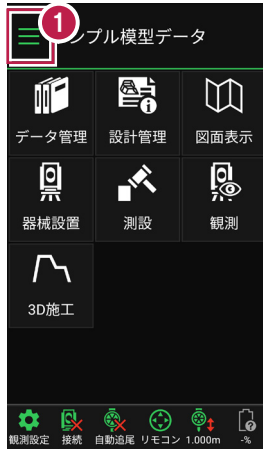 1
ンプル模型データ
データ管理 設計管理 図面表示
器械設置 測設 観測
3D施工
観測設定 接続 自動追尾 リモコン 1.000m -%